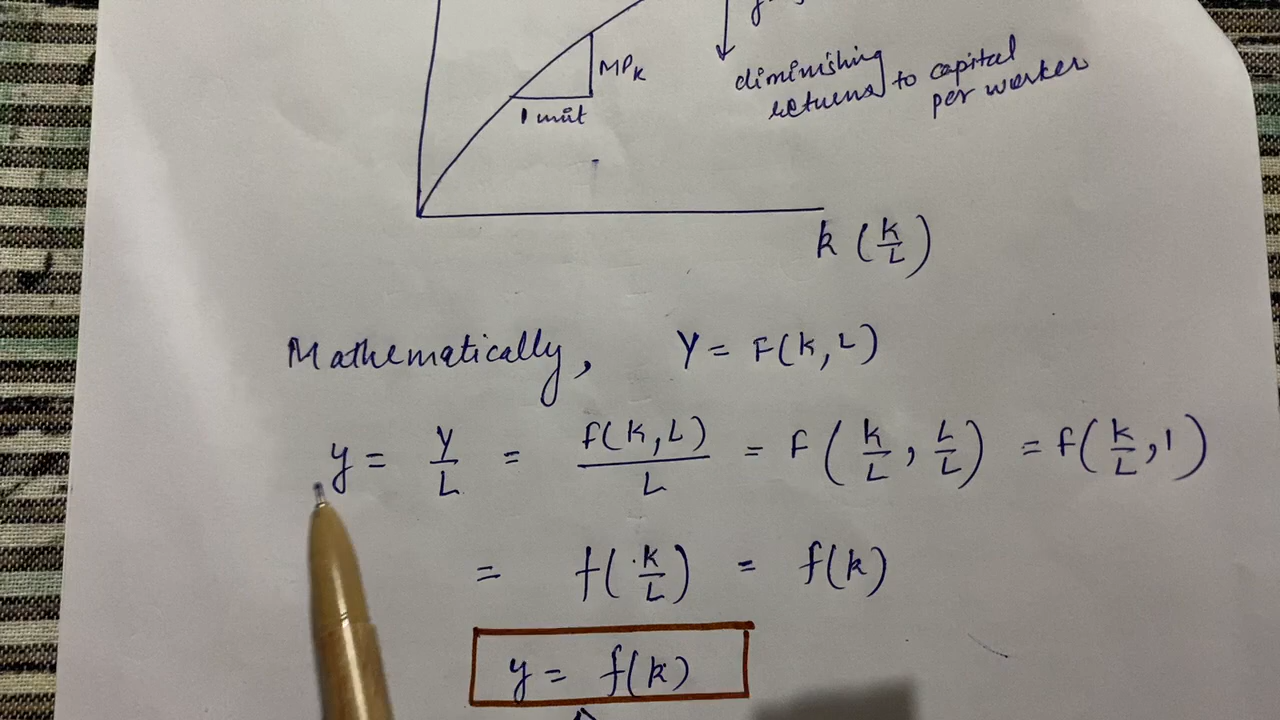 MPK
1 unit
diminishing
returns to capital
per worker
k (K/L)
Mathematically, Y = F(K, L)
y = Y/L = f(K, L)/L = F(K/L, L/L) = f(K/L, 1)
= f(K/L) = f(k)
y = f(k)